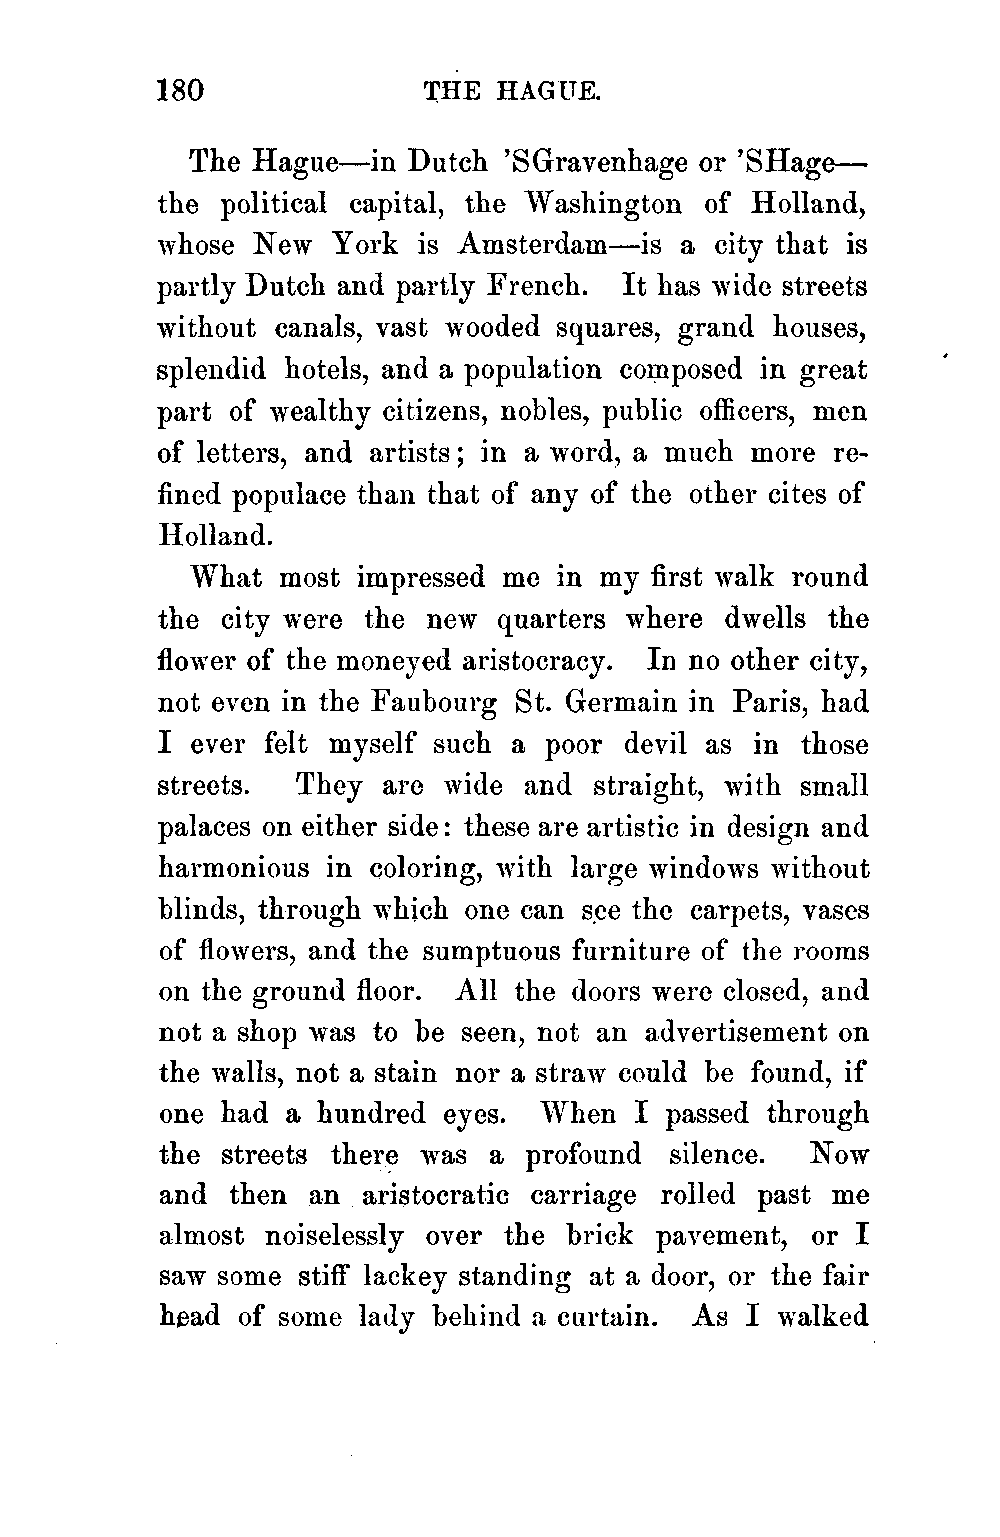 180 THE HAGUE.
The Hague—in Dutch 'SGravenhage or 'SHage—
the political capital, the Washington of Holland,
whose New York is Amsterdam—is a city that is
partly Dutch and partly French. It has wide streets
without canals, vast wooded squares, grand houses,
splendid hotels, and a population composed in great
part of wealthy citizens, nobles, public officers, men
of letters, and artists; in a word, a much more re-
fined populace than that of any of the other cites of
Holland.
What most impressed me in my first walk round
the city were the new quarters where dwells the
flower of the moneyed aristocracy. In no other city,
not even in the Faubourg St. Germain in Paris, had
I ever felt myself such a poor devil as in those
streets. They are wide and straight, with small
palaces on either side: these are artistic in design and
harmonious in coloring, with large windows without
blinds, through which one can see the carpets, vases
of flowers, and the sumptuous furniture of the rooms
on the ground floor. All the doors were closed, and
not a shop was to be seen, not an advertisement on
the walls, not a stain nor a straw could be found, if
one had a hundred eyes. When I passed through
the streets there was a profound silence. Now
and then an aristocratic carriage rolled past me
almost noiselessly over the brick pavement, or I
saw some stiff lackey standing at a door, or the fair
head of some lady behind a curtain. As I walked